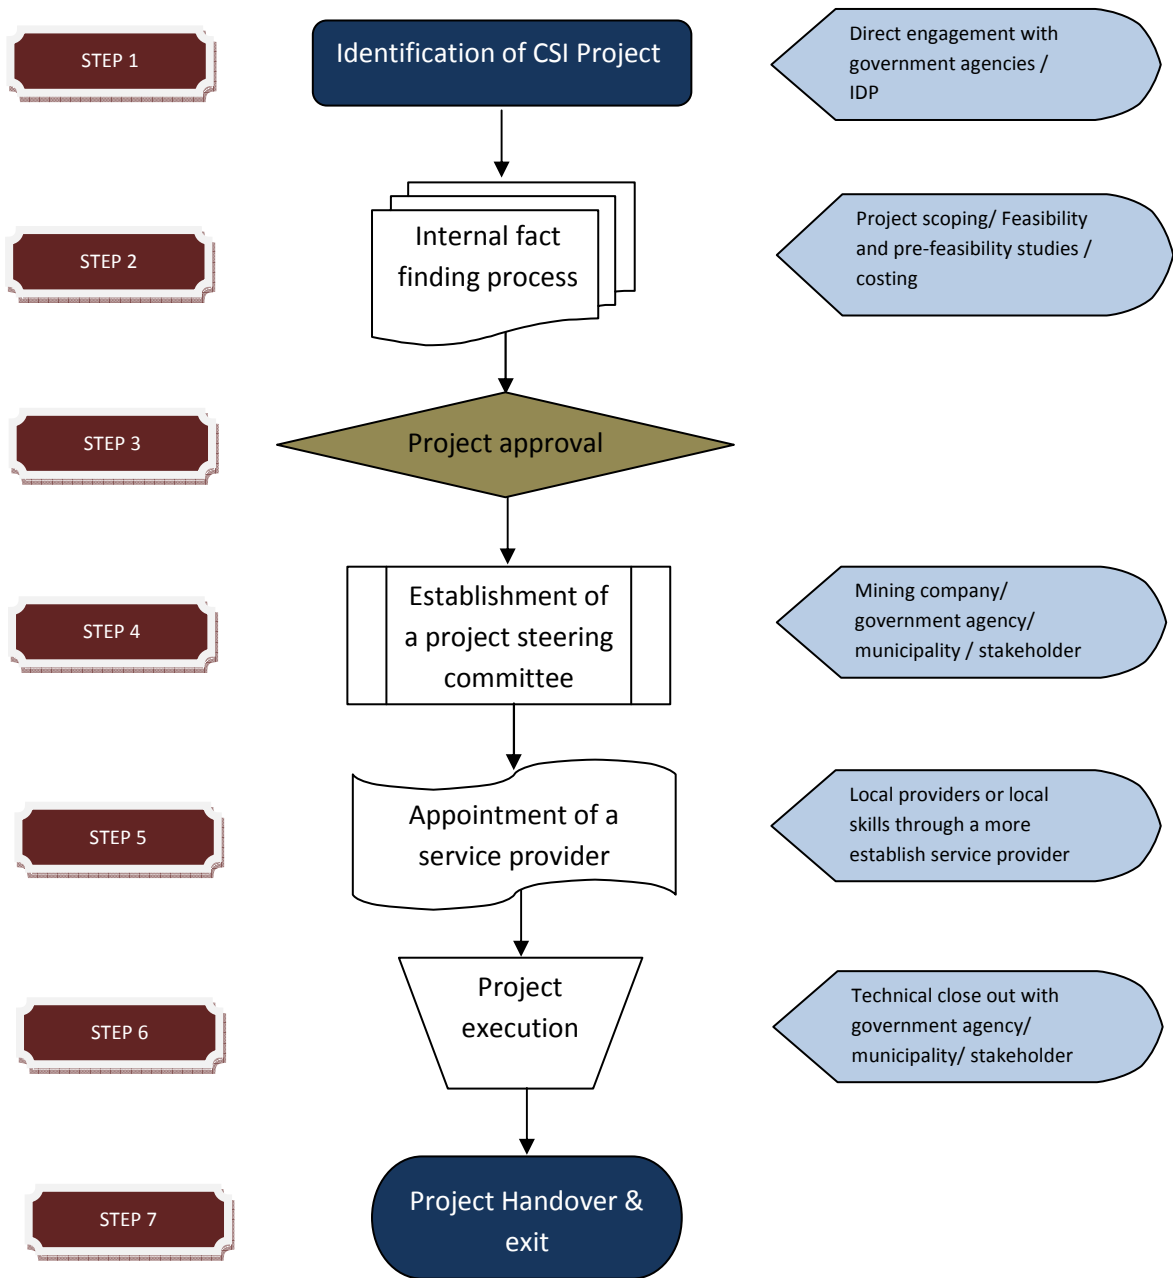 STEP 1
Identification of CSI Project
Direct engagement with
government agencies /
IDP
STEP 2
Internal fact
finding process
Project scoping/ Feasibility
and pre-feasibility studies /
costing
STEP 3
Project approval
STEP 4
Establishment of
a project steering
committee
Mining company/
government agency/
municipality / stakeholder
STEP 5
Appointment of a
service provider
Local providers or local
skills through a more
establish service provider
STEP 6
Project
execution
Technical close out with
government agency/
municipality/ stakeholder
STEP 7
Project Handover &
exit